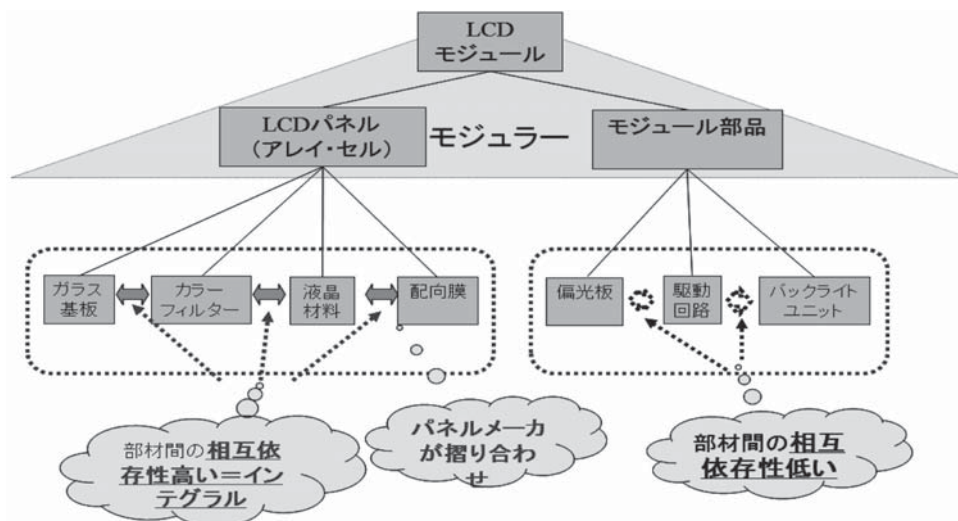 LCD
モジュール
LCDパネル
（アレイ・セル）
モジュラー
モジュール部品
ガラス
基板
カラー
フィルター
液晶
材料
配向膜
偏光板
駆動
回路
バックライト
ユニット
部材間の相互依
存性高い＝イン
テグラル
パネルメーカ
が摺り合わ
せ
部材間の相互
依存性低い